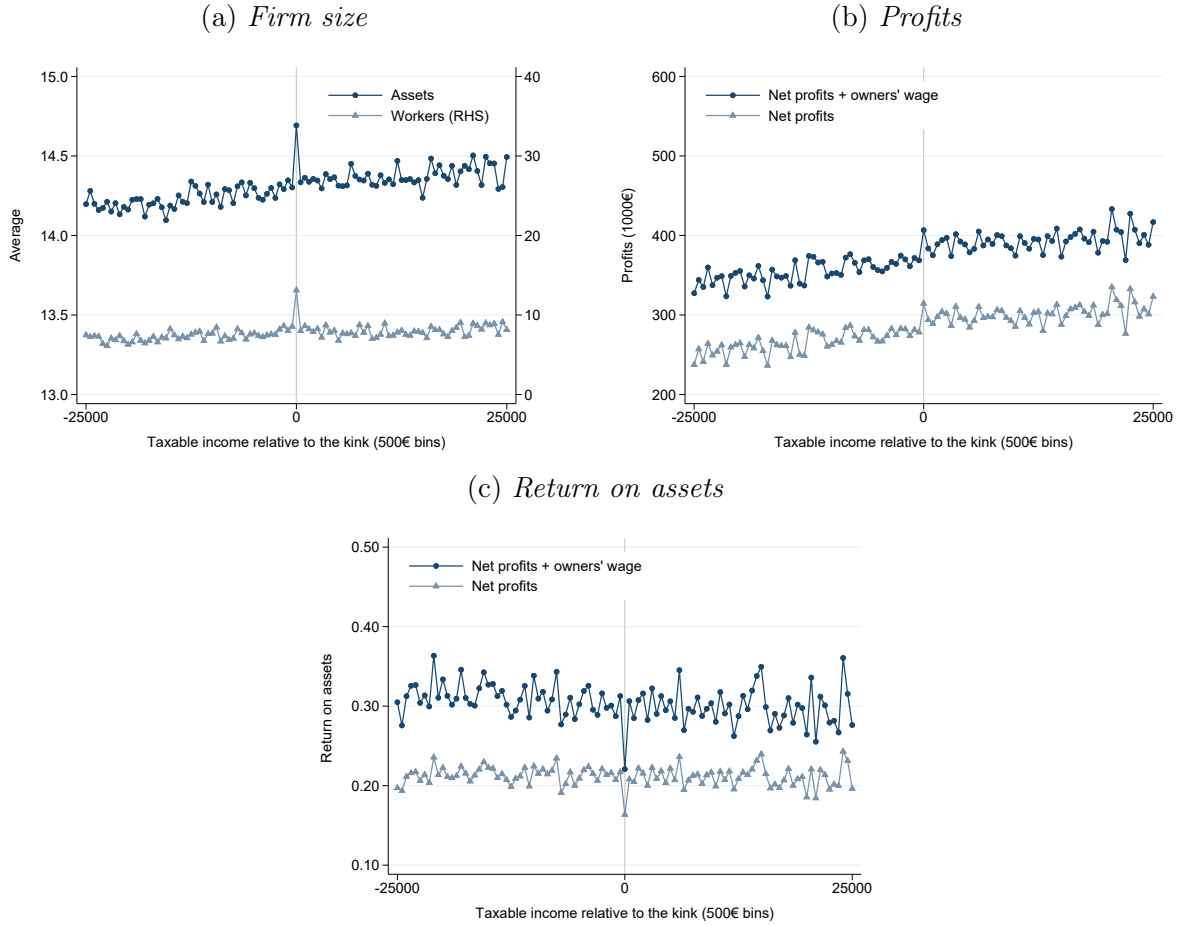 (a) Firm size
15.0
14.5
14.0
13.5
13.0
Average
40
30
20
10
0
Assets
Workers (RHS)
-25000
0
25000
Taxable income relative to the kink (500€ bins)
(b) Profits
600
500
400
300
200
Profits (1000€)
Net profits + owners' wage
Net profits
-25000
0
25000
Taxable income relative to the kink (500€ bins)
(c) Return on assets
0.50
0.40
0.30
0.20
0.10
Return on assets
Net profits + owners' wage
Net profits
-25000
0
25000
Taxable income relative to the kink (500€ bins)